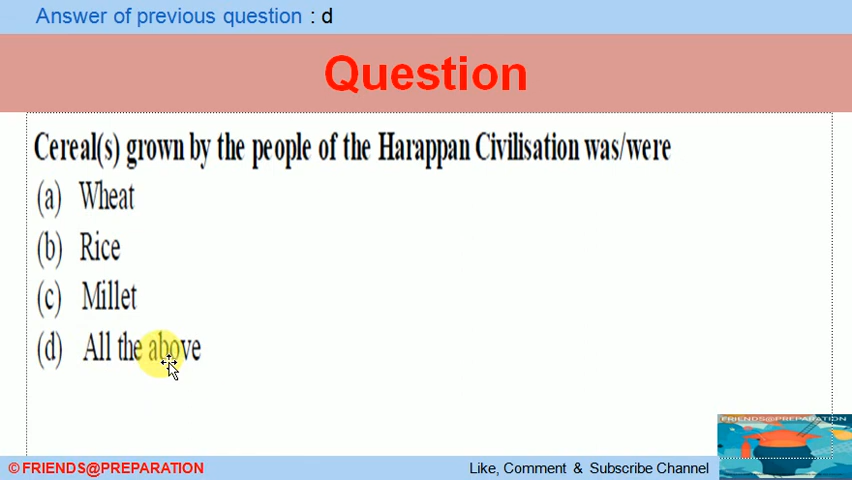 Answer of previous question : d
Question
Cereal(s) grown by the people of the Harappan Civilisation was/were
(a) Wheat
(b) Rice
(c) Millet
(d) All the above
FRIENDS@PREPARATION
© FRIENDS@PREPARATION
Like, Comment & Subscribe Channel